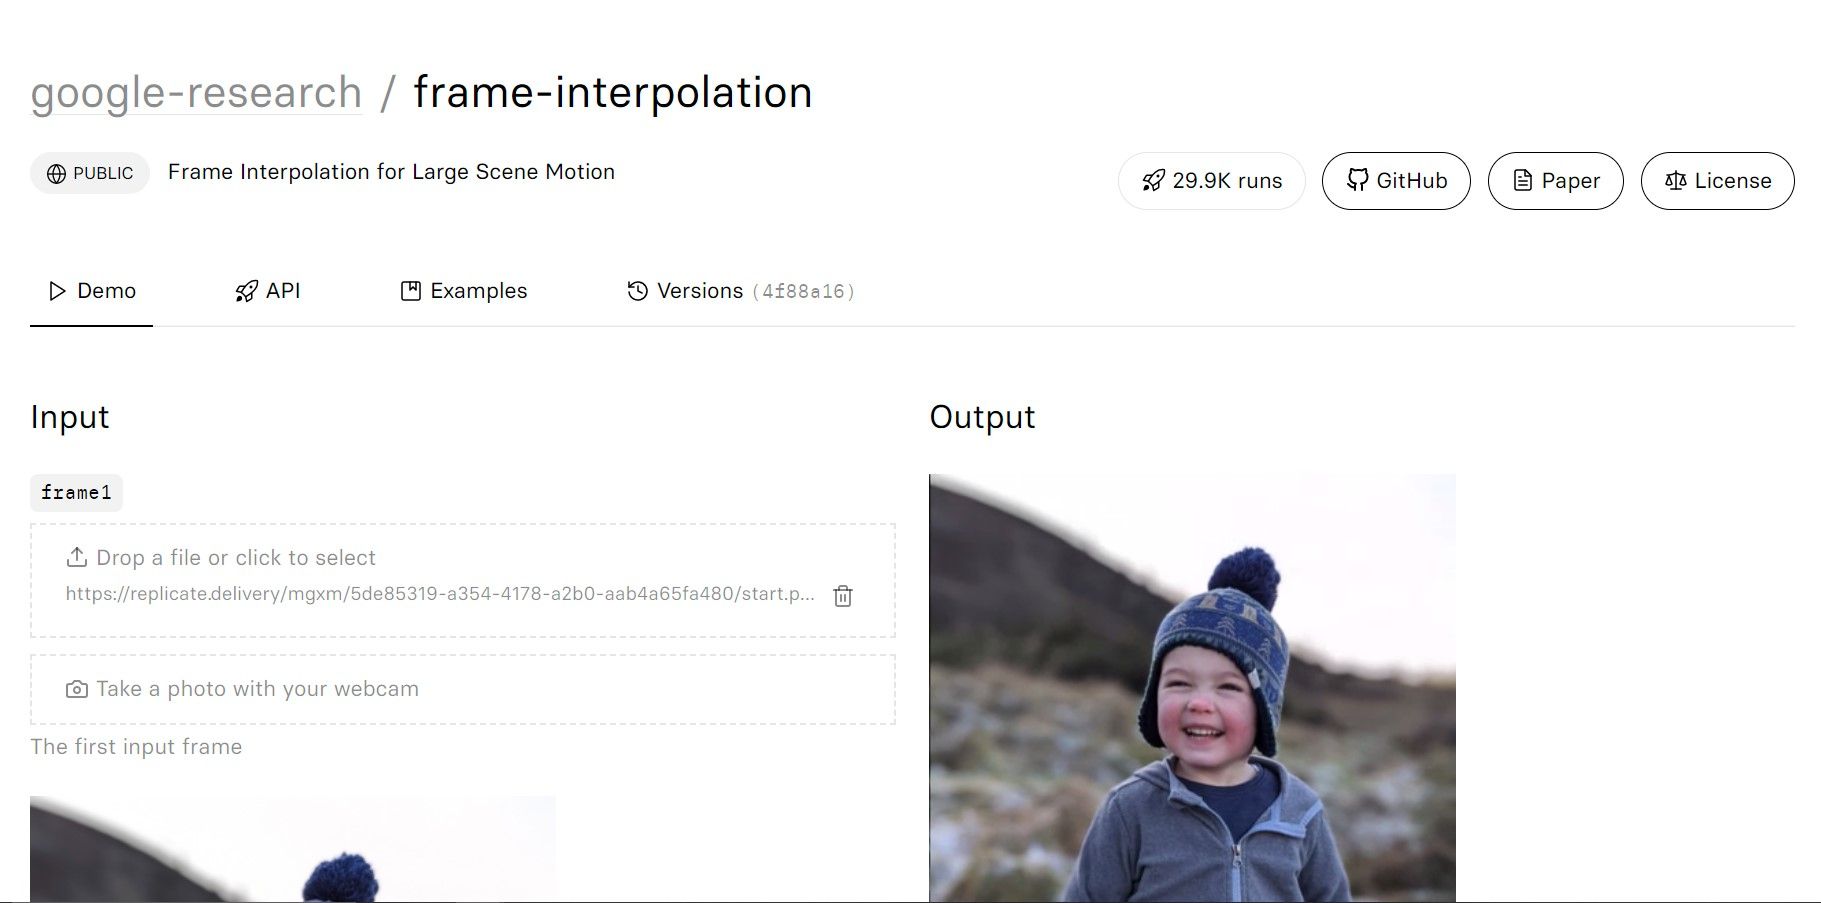 google-research / frame-interpolation
PUBLIC Frame Interpolation for Large Scene Motion
29.9K runs GitHub Paper License
Demo API Examples Versions (4f88a16)
Input Output
frame1
Drop a file or click to select
https://replicate.delivery/mgxm/5de85319-a354-4178-a2b0-aab4a65fa480/start.p...
Take a photo with your webcam
The first input frame